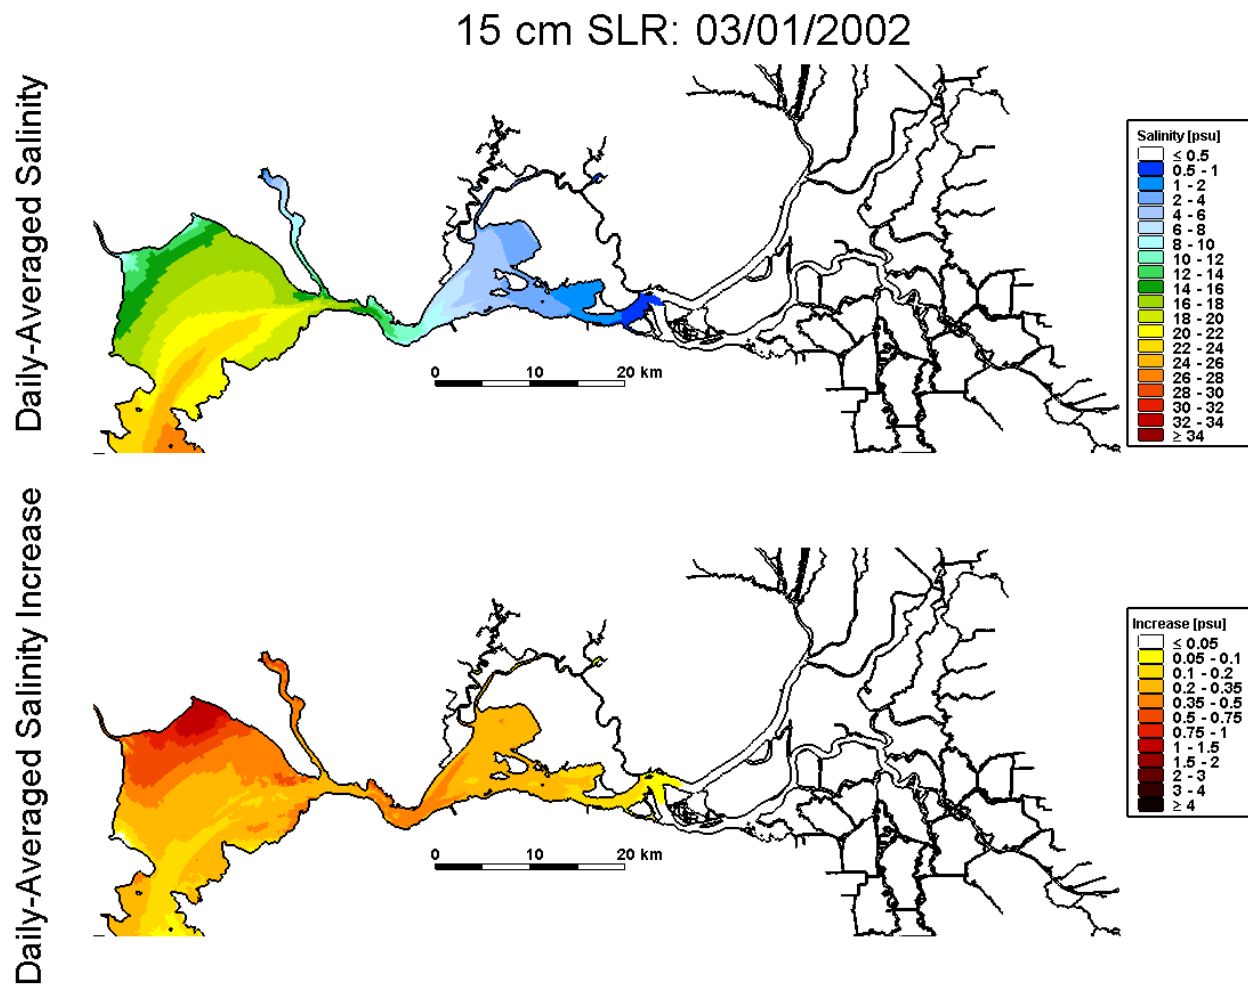 15 cm SLR: 03/01/2002
Daily-Averaged Salinity
Salinity [psu]
≤ 0.5
0.5 - 1
1 - 2
2 - 4
4 - 6
6 - 8
8 - 10
10 - 12
12 - 14
14 - 16
16 - 18
18 - 20
20 - 22
22 - 24
24 - 26
26 - 28
28 - 30
30 - 32
32 - 34
≥ 34
0 10 20 km
Daily-Averaged Salinity Increase
Increase [psu]
≤ 0.05
0.05 - 0.1
0.1 - 0.2
0.2 - 0.35
0.35 - 0.5
0.5 - 0.75
0.75 - 1
1 - 1.5
1.5 - 2
2 - 3
3 - 4
≥ 4
0 10 20 km